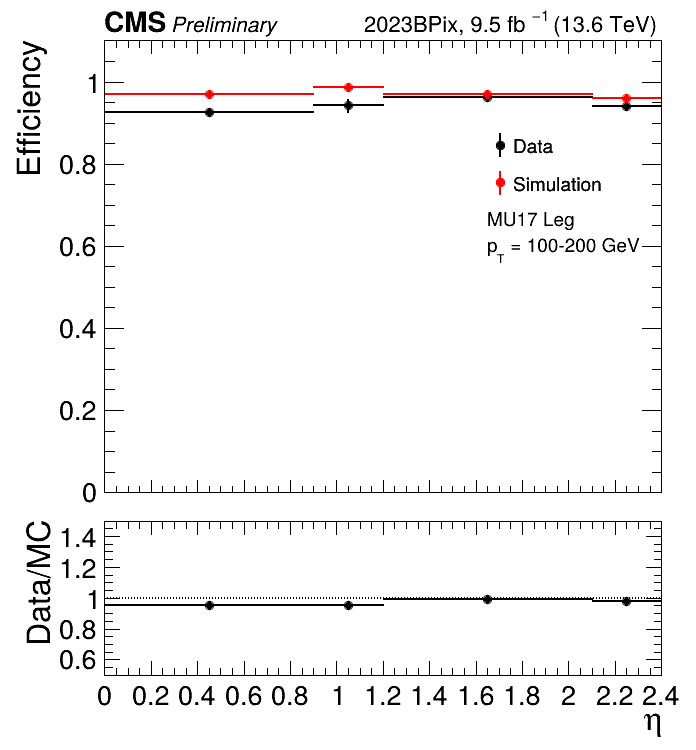 CMS Preliminary 2023BPix, 9.5 fb⁻¹ (13.6 TeV)
Efficiency
1
0.8
0.6
0.4
0.2
0
Data
Simulation
MU17 Leg
p_T = 100-200 GeV
Data/MC
1.4
1.2
1
0.8
0.6
0 0.2 0.4 0.6 0.8 1 1.2 1.4 1.6 1.8 2 2.2 2.4
η